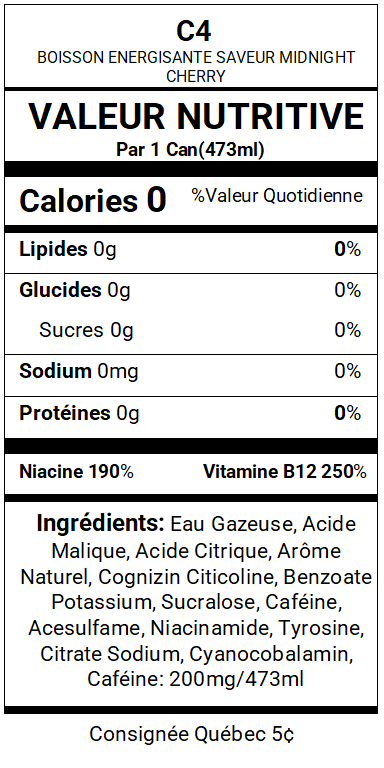 C4
BOISSON ENERGISANTE SAVEUR MIDNIGHT
CHERRY
VALEUR NUTRITIVE
Par 1 Can(473ml)
Calories 0 %Valeur Quotidienne
Lipides 0g 0%
Glucides 0g 0%
Sucres 0g 0%
Sodium 0mg 0%
Protéines 0g 0%
Niacine 190% Vitamine B12 250%
Ingrédients: Eau Gazeuse, Acide
Malique, Acide Citrique, Arôme
Naturel, Cognizin Citicoline, Benzoate
Potassium, Sucralose, Caféine,
Acesulfame, Niacinamide, Tyrosine,
Citrate Sodium, Cyanocobalamin,
Caféine: 200mg/473ml
Consignée Québec 5¢